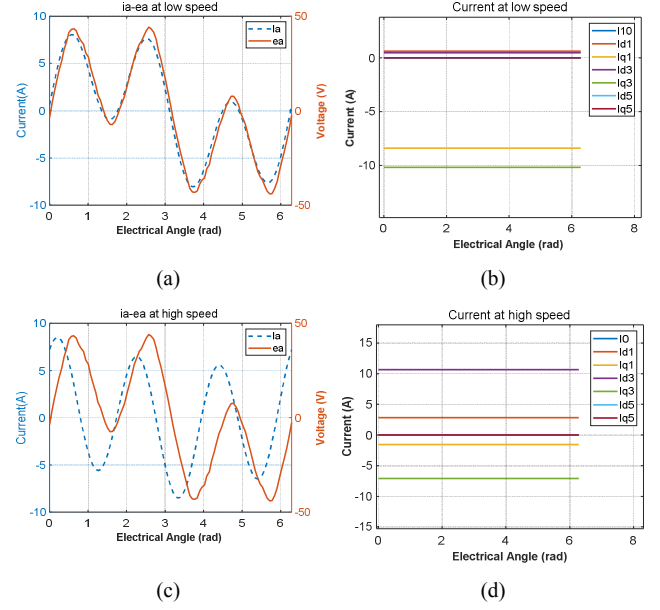 ia-ea at low speed
10
5
0
-5
-10
Current(A)
50
0
-50
Voltage (V)
Ia
ea
0 1 2 3 4 5 6
Electrical Angle (rad)
(a)
Current at low speed
0
-5
-10
Current (A)
I10
Id1
Iq1
Id3
Iq3
Id5
Iq5
0 2 4 6 8
Electrical Angle (rad)
(b)
ia-ea at high speed
10
5
0
-5
-10
Current(A)
50
0
-50
Voltage (V)
Ia
ea
0 1 2 3 4 5 6
Electrical Angle (rad)
(c)
Current at high speed
15
10
5
0
-5
-10
-15
Current (A)
I0
Id1
Iq1
Id3
Iq3
Id5
Iq5
0 2 4 6 8
Electrical Angle (rad)
(d)